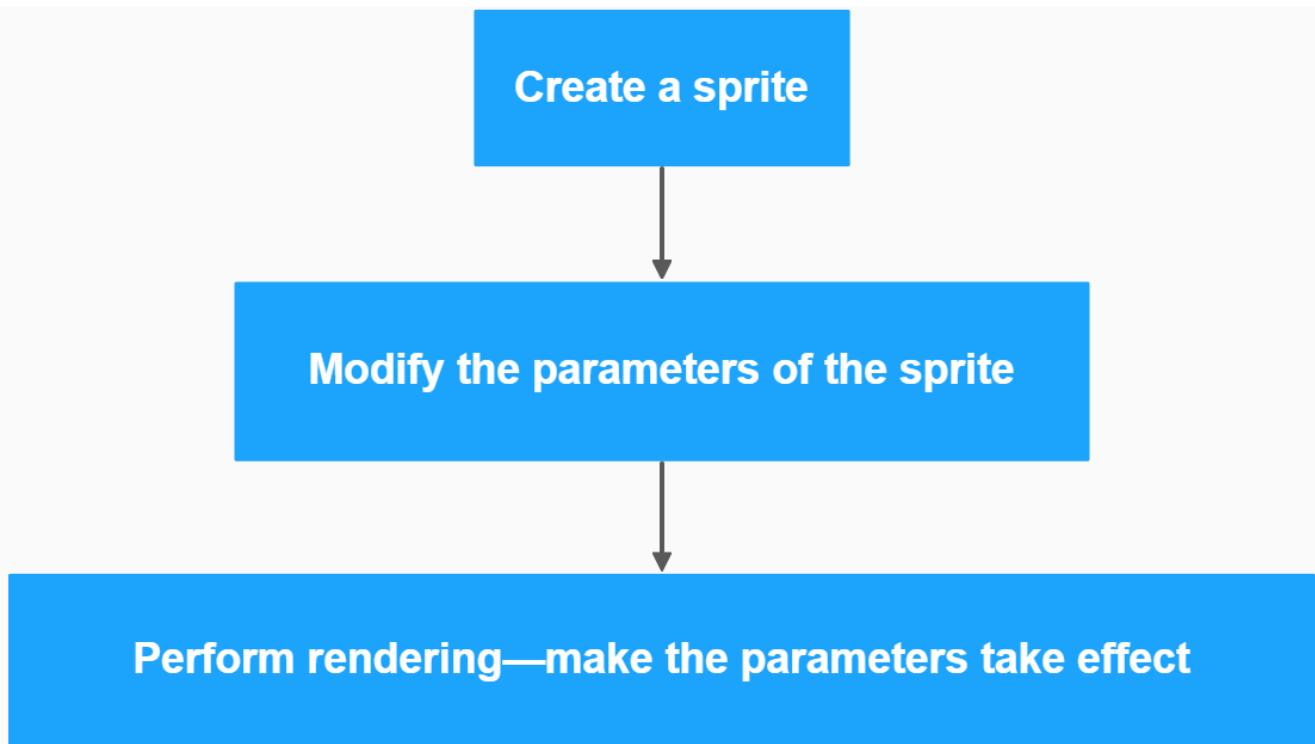 Create a sprite
Modify the parameters of the sprite
Perform rendering—make the parameters take effect